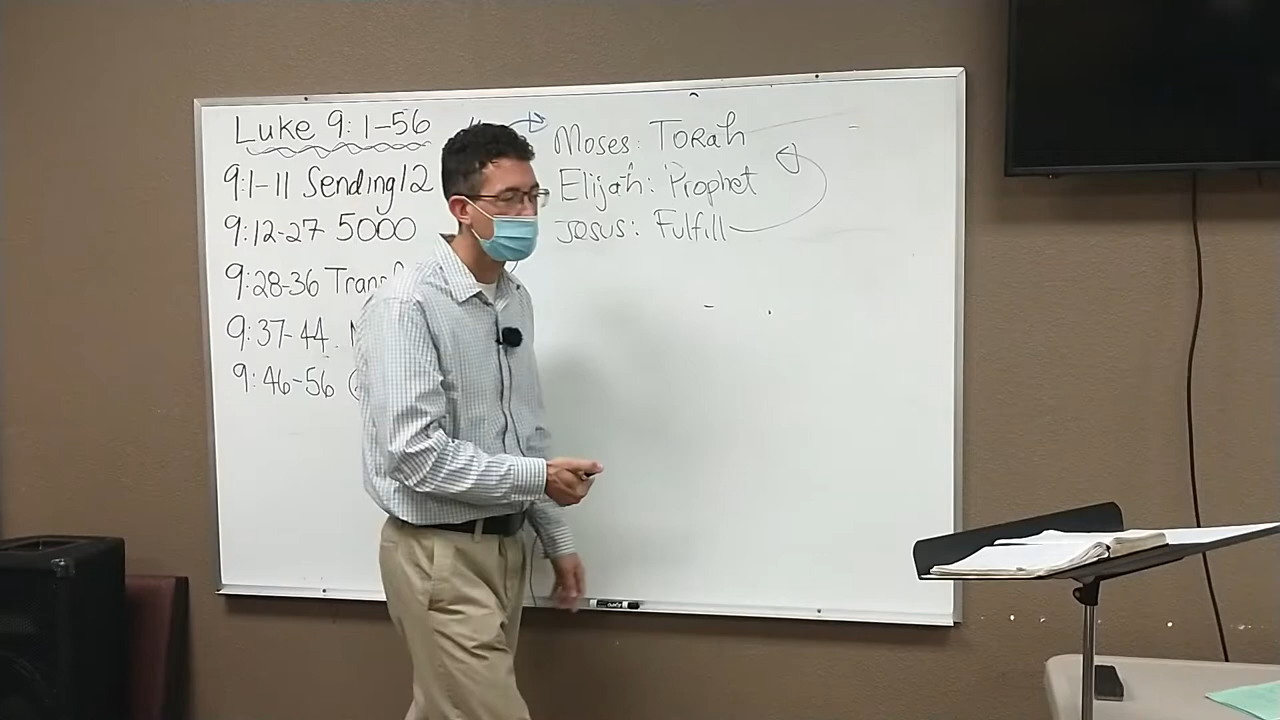 Luke 9:1-56
9:1-11 Sending 12
9:12-27 5000
9:28-36 Transf
9:37-44
9:46-56
Moses: Torah
Elijah: Prophet
Jesus: Fulfill